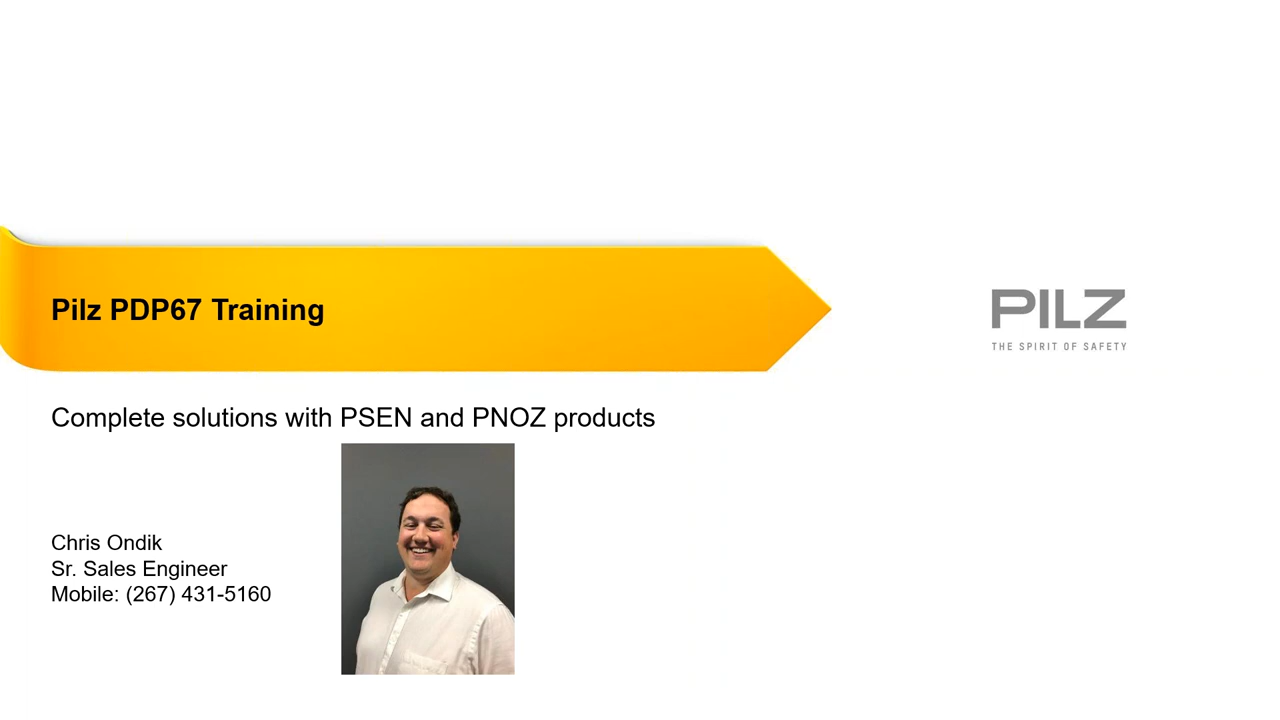 Pilz PDP67 Training
PILZ
THE SPIRIT OF SAFETY
Complete solutions with PSEN and PNOZ products
Chris Ondik
Sr. Sales Engineer
Mobile: (267) 431-5160